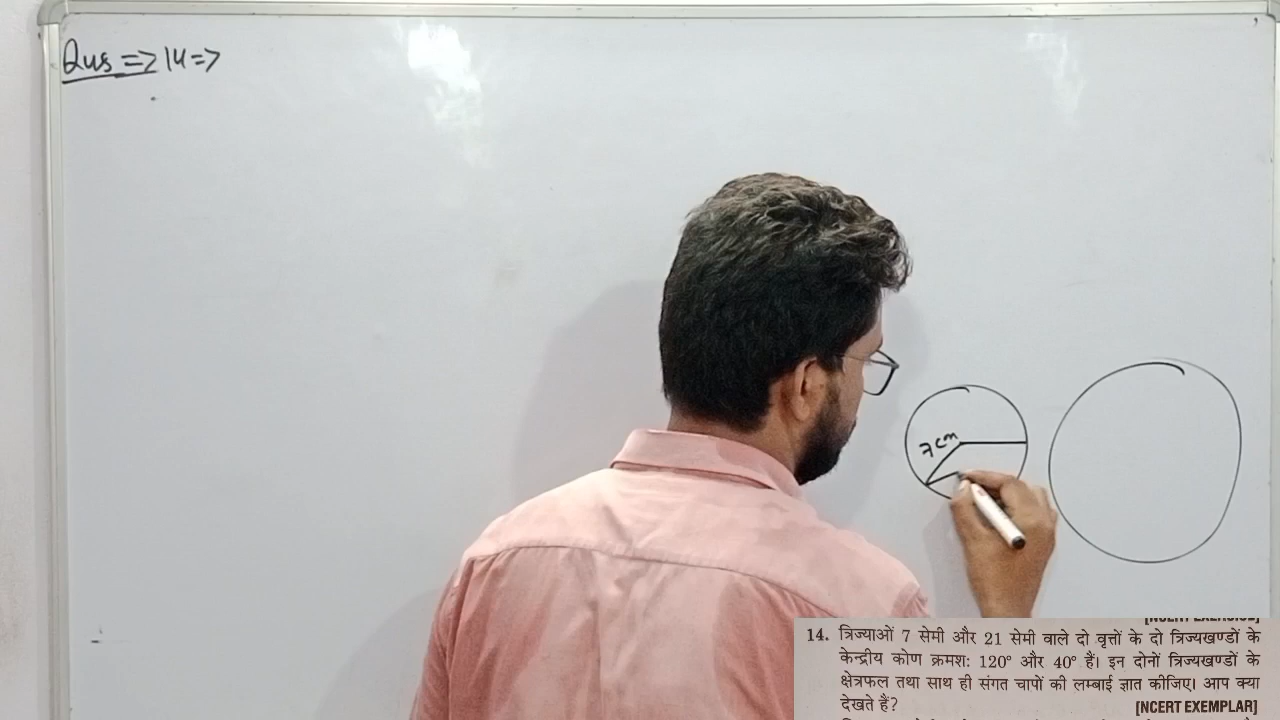 Qus => 14 =>
7cm
14. त्रिज्याओं 7 सेमी और 21 सेमी वाले दो वृत्तों के दो त्रिज्यखण्डों के
केन्द्रीय कोण क्रमश: 120° और 40° हैं। इन दोनों त्रिज्यखण्डों के
क्षेत्रफल तथा साथ ही संगत चापों की लम्बाई ज्ञात कीजिए। आप क्या
देखते हैं? [NCERT EXEMPLAR]